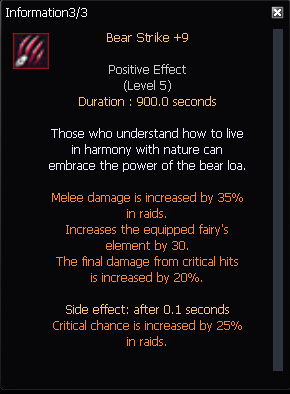 Information3/3
Bear Strike +9
Positive Effect
(Level 5)
Duration : 900.0 seconds
Those who understand how to live
in harmony with nature can
embrace the power of the bear loa.
Melee damage is increased by 35%
in raids.
Increases the equipped fairy's
element by 30.
The final damage from critical hits
is increased by 20%.
Side effect: after 0.1 seconds
Critical chance is increased by 25%
in raids.